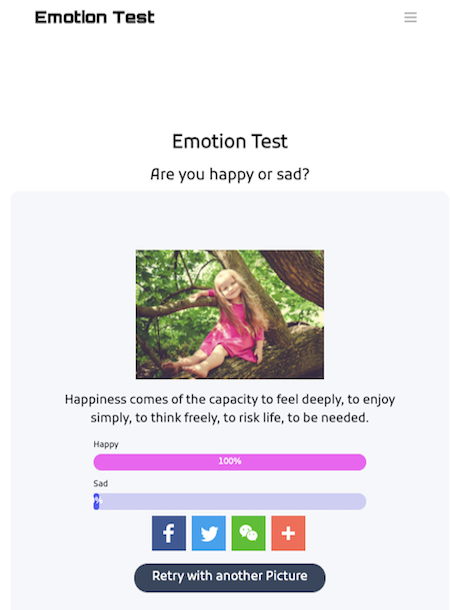 Emotion Test
Emotion Test
Are you happy or sad?
Happiness comes of the capacity to feel deeply, to enjoy
simply, to think freely, to risk life, to be needed.
Happy
100%
Sad
%
Retry with another Picture